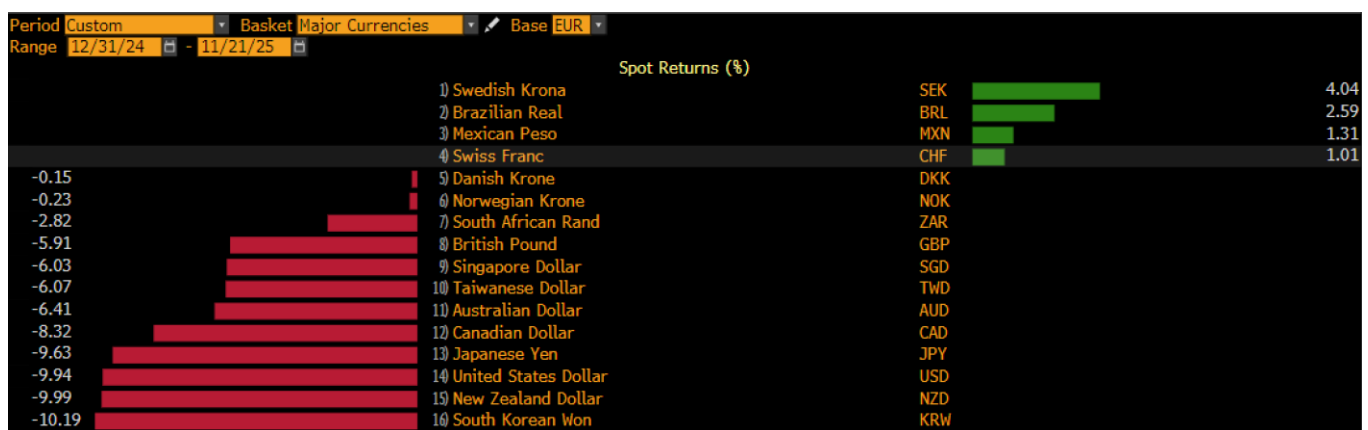 Period Custom Basket Major Currencies Base EUR
Range 12/31/24 - 11/21/25
Spot Returns (%)
1) Swedish Krona SEK 4.04
2) Brazilian Real BRL 2.59
3) Mexican Peso MXN 1.31
4) Swiss Franc CHF 1.01
-0.15 5) Danish Krone DKK
-0.23 6) Norwegian Krone NOK
-2.82 7) South African Rand ZAR
-5.91 8) British Pound GBP
-6.03 9) Singapore Dollar SGD
-6.07 10) Taiwanese Dollar TWD
-6.41 11) Australian Dollar AUD
-8.32 12) Canadian Dollar CAD
-9.63 13) Japanese Yen JPY
-9.94 14) United States Dollar USD
-9.99 15) New Zealand Dollar NZD
-10.19 16) South Korean Won KRW